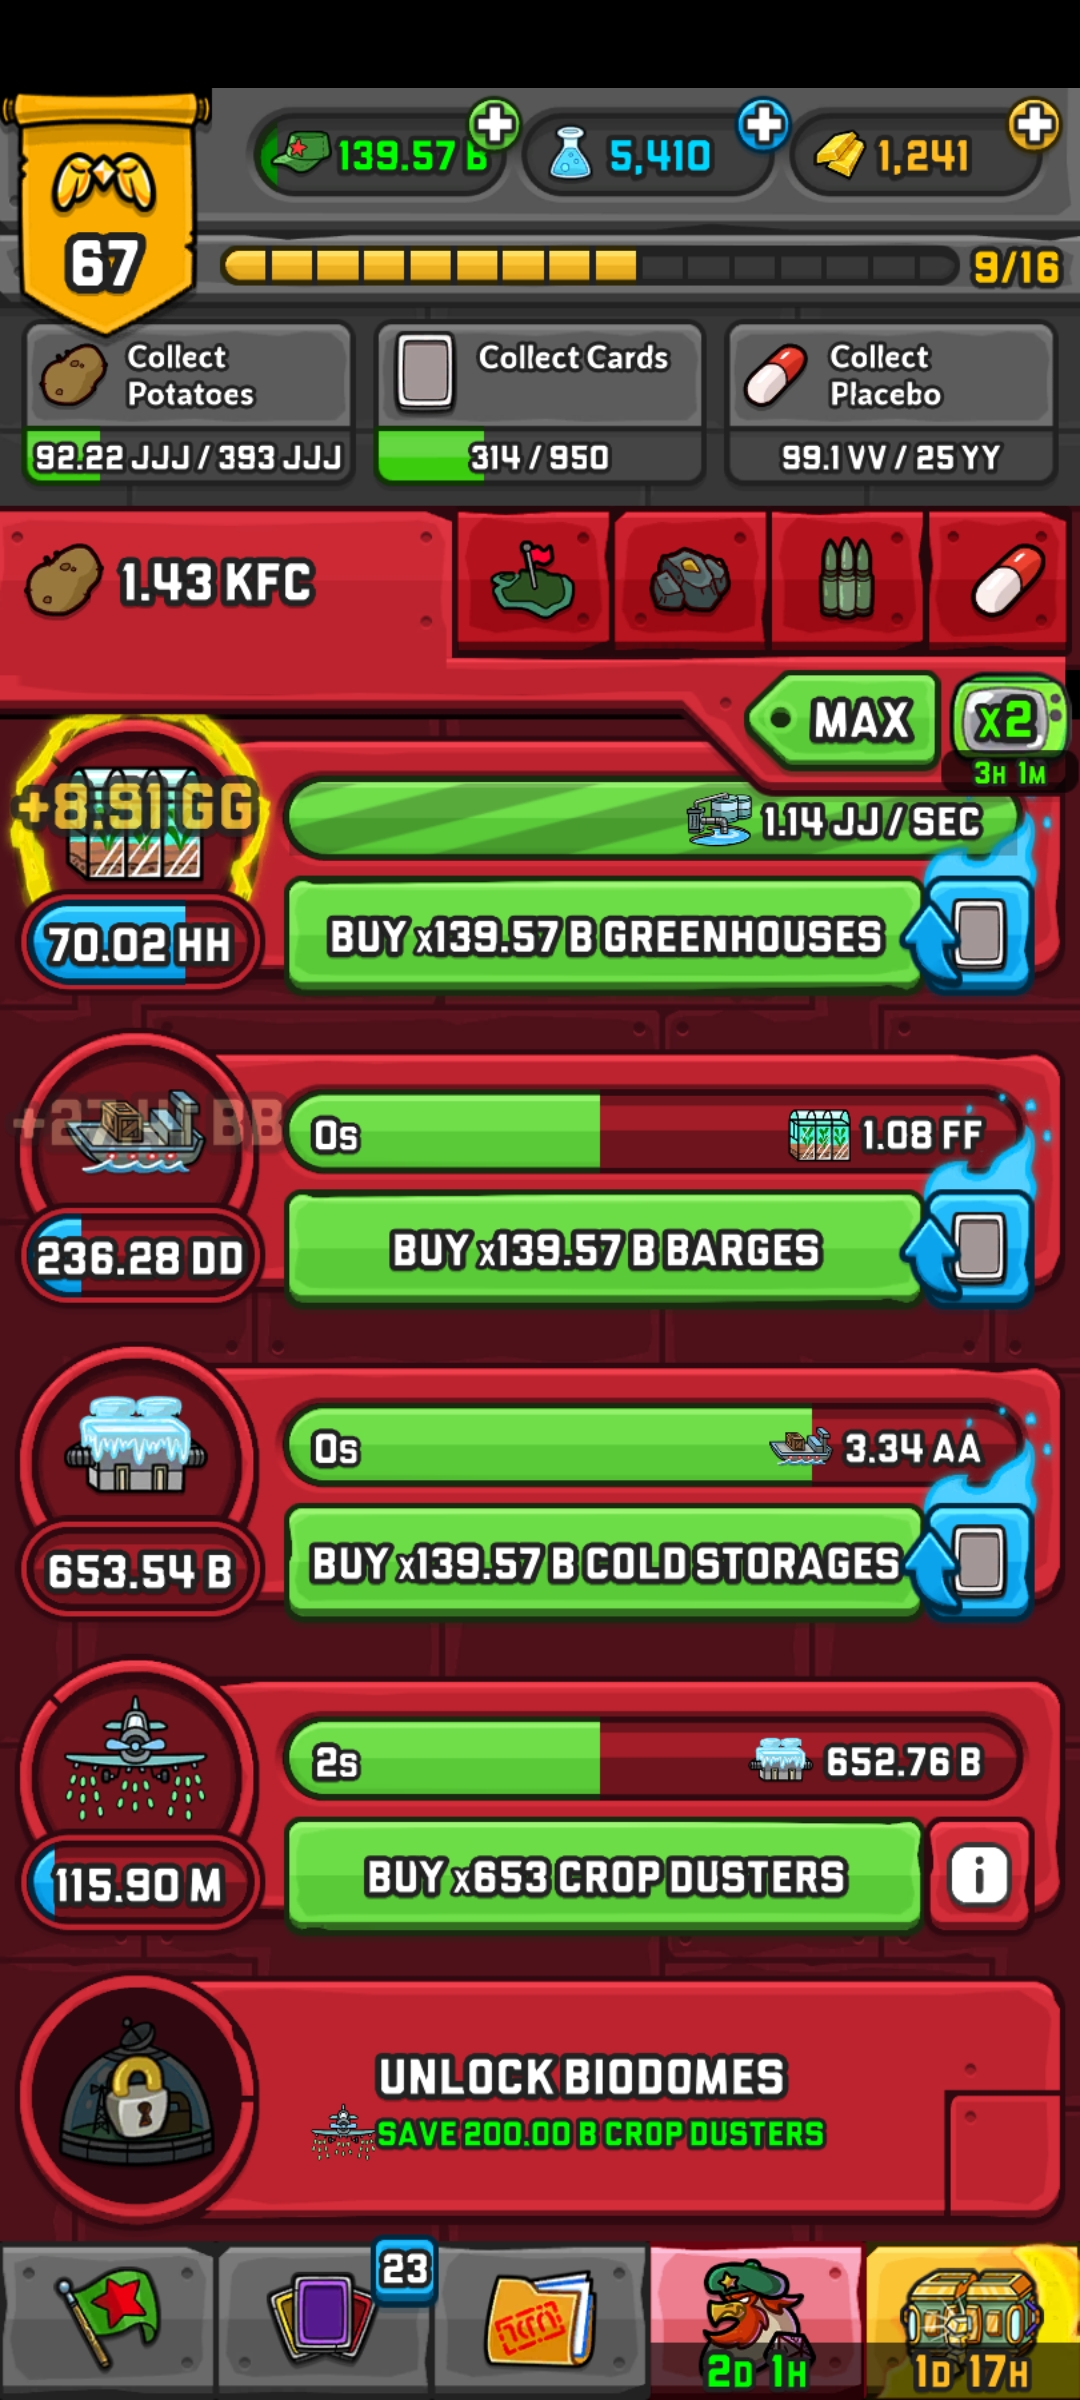 139.57 B
5,410
1,241
67
9/16
Collect
Potatoes
92.22 JJJ / 393 JJJ
Collect Cards
314 / 950
Collect
Placebo
99.1 VV / 25 YY
1.43 KFC
MAX
x2
3H 1M
+8.91 GG
1.14 JJ / SEC
70.02 HH
BUY x139.57 B GREENHOUSES
BB
0s
1.08 FF
236.28 DD
BUY x139.57 B BARGES
0s
3.34 AA
653.54 B
BUY x139.57 B COLD STORAGES
2s
652.76 B
115.90 M
BUY x653 CROP DUSTERS
i
UNLOCK BIODOMES
SAVE 200.00 B CROP DUSTERS
23
2D 1H
1D 17H